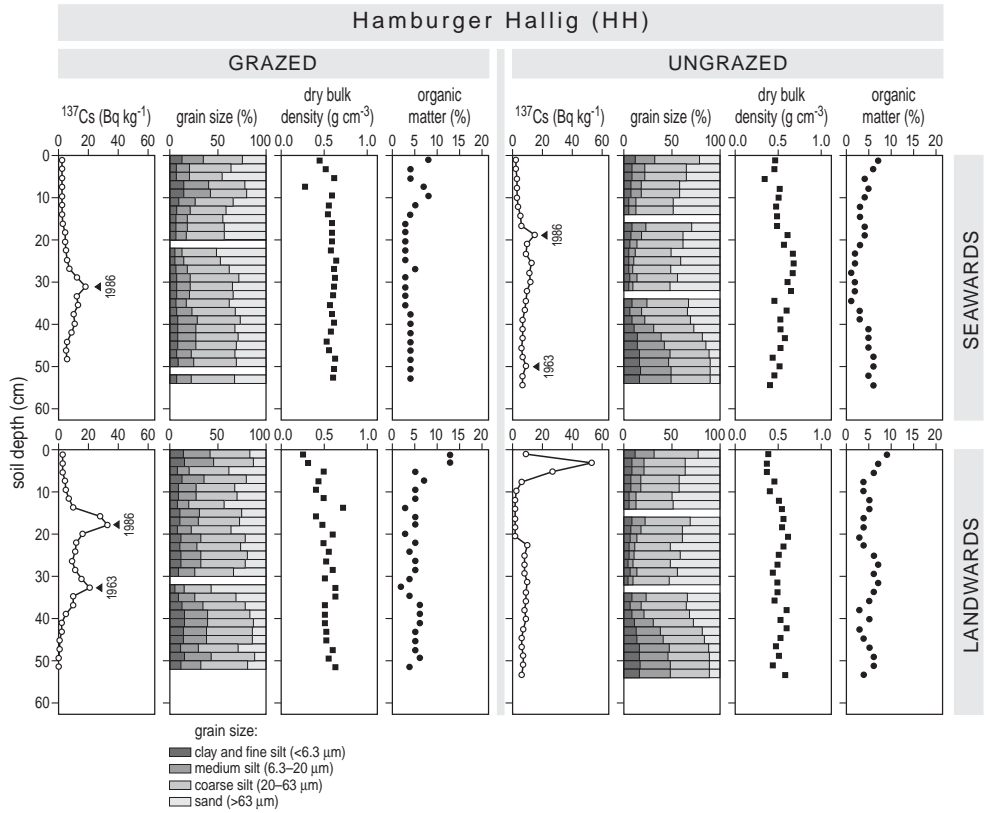 Hamburger Hallig (HH)
GRAZED
UNGRAZED
137Cs (Bq kg-1)
grain size (%)
dry bulk
density (g cm-3)
organic
matter (%)
137Cs (Bq kg-1)
grain size (%)
dry bulk
density (g cm-3)
organic
matter (%)
0 20 40 60 0 50 100 0.0 0.5 1.0 0 5 10 15 20 0 20 40 60 0 50 100 0.0 0.5 1.0 0 5 10 15 20
0
10
20
30
40
50
60
1986
1986
1963
SEAWARDS
soil depth (cm)
0 20 40 60 0 50 100 0.0 0.5 1.0 0 5 10 15 20 0 20 40 60 0 50 100 0.0 0.5 1.0 0 5 10 15 20
0
10
20
30
40
50
60
1986
1963
LANDWARDS
grain size:
clay and fine silt (<6.3 µm)
medium silt (6.3–20 µm)
coarse silt (20–63 µm)
sand (>63 µm)